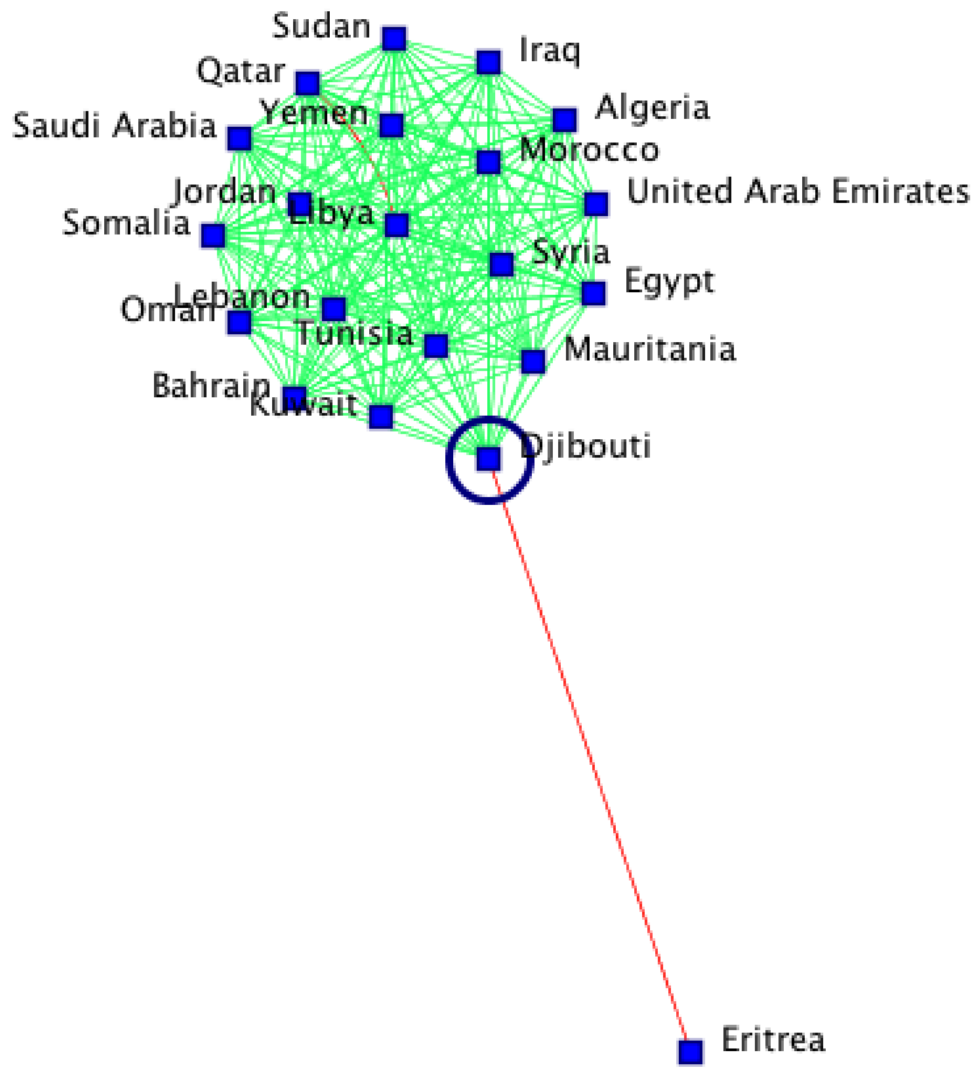 Sudan
Iraq
Qatar
Algeria
Yemen
Saudi Arabia
Morocco
Jordan
United Arab Emirates
Libya
Somalia
Syria
Egypt
Lebanon
Oman
Tunisia
Mauritania
Bahrain
Kuwait
Djibouti
Eritrea